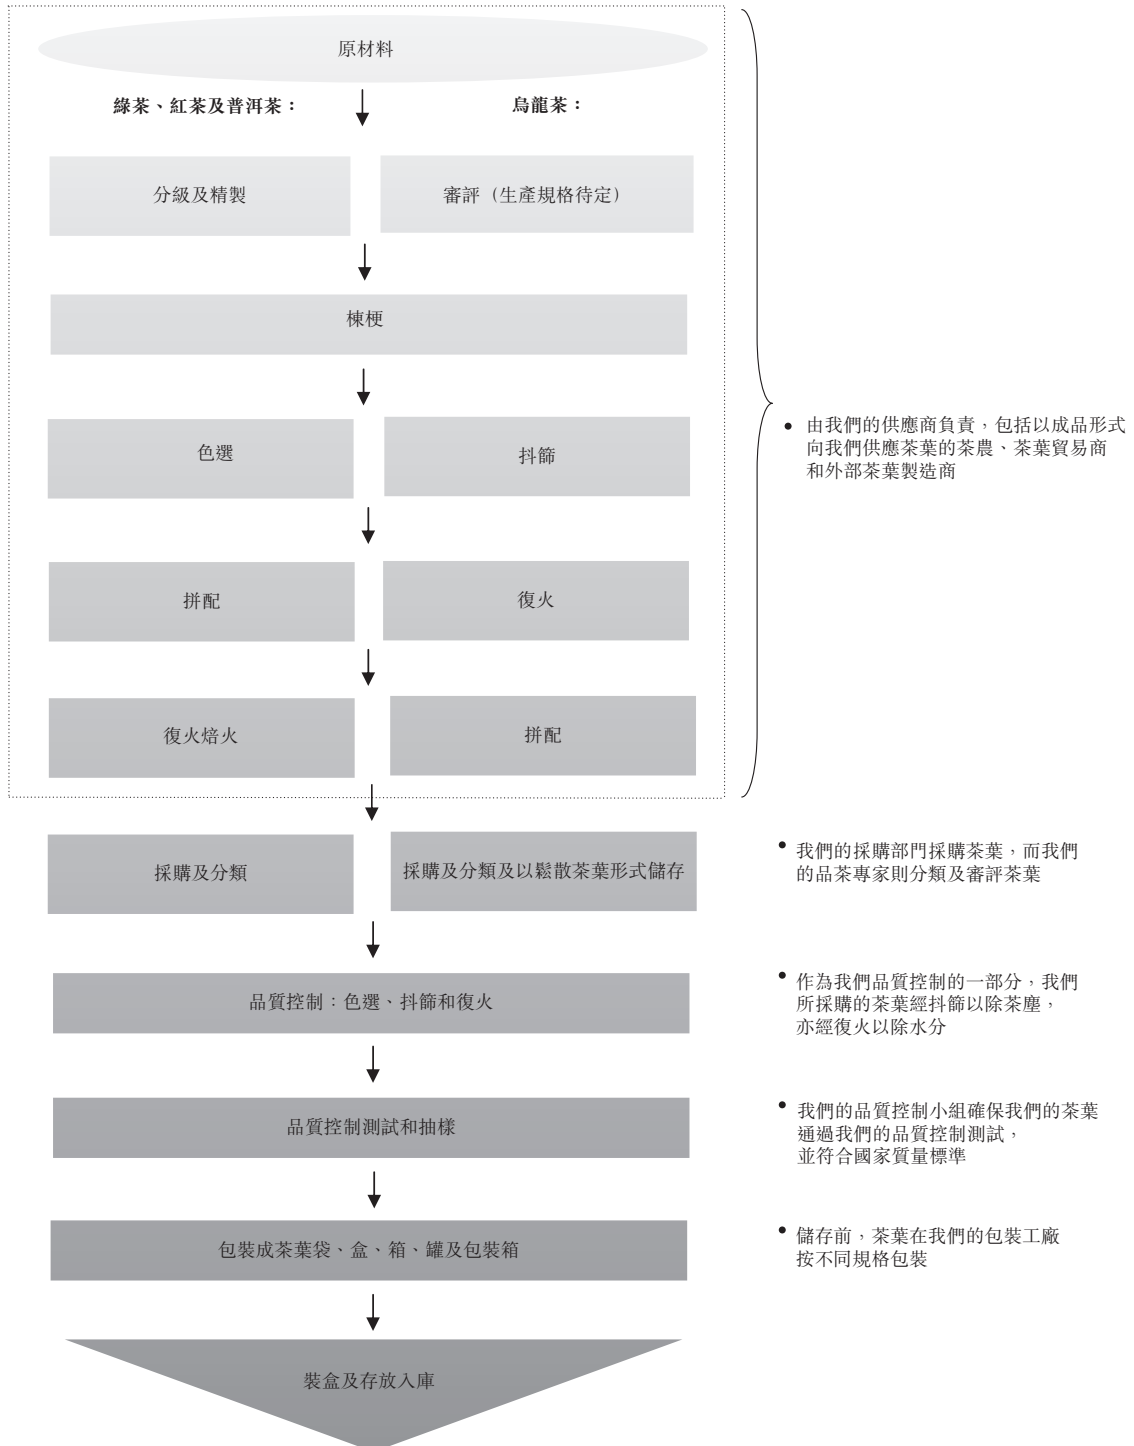 原材料
綠茶、紅茶及普洱茶：
烏龍茶：
分級及精製
審評（生產規格待定）
棟梗
色選
抖篩
由我們的供應商負責，包括以成品形式
向我們供應茶葉的茶農、茶葉貿易商
和外部茶葉製造商
拼配
復火
復火焙火
拼配
採購及分類
採購及分類及以鬆散茶葉形式儲存
我們的採購部門採購茶葉，而我們
的品茶專家則分類及審評茶葉
品質控制：色選、抖篩和復火
作為我們品質控制的一部分，我們
所採購的茶葉經抖篩以除茶塵，
亦經復火以除水分
品質控制測試和抽樣
我們的品質控制小組確保我們的茶葉
通過我們的品質控制測試，
並符合國家質量標準
包裝成茶葉袋、盒、箱、罐及包裝箱
儲存前，茶葉在我們的包裝工廠
按不同規格包裝
裝盒及存放入庫